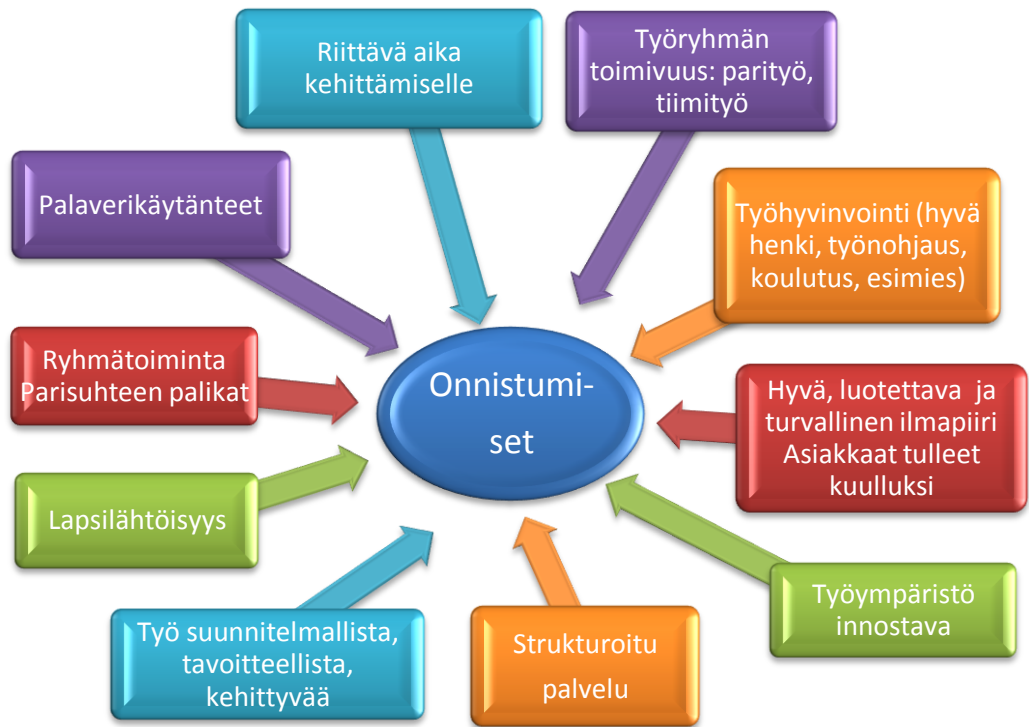 Riittävä aika
kehittämiselle
Työryhmän
toimivuus: parityö,
tiimityö
Palaverikäytänteet
Työhyvinvointi (hyvä
henki, työnohjaus,
koulutus, esimies)
Ryhmätoiminta
Parisuhteen palikat
Onnistumi-
set
Hyvä, luotettava ja
turvallinen ilmapiiri
Asiakkaat tulleet
kuulluksi
Lapsilähtöisyys
Työympäristö
innostava
Työ suunnitelmallista,
tavoitteellista,
kehittyvää
Strukturoitu
palvelu